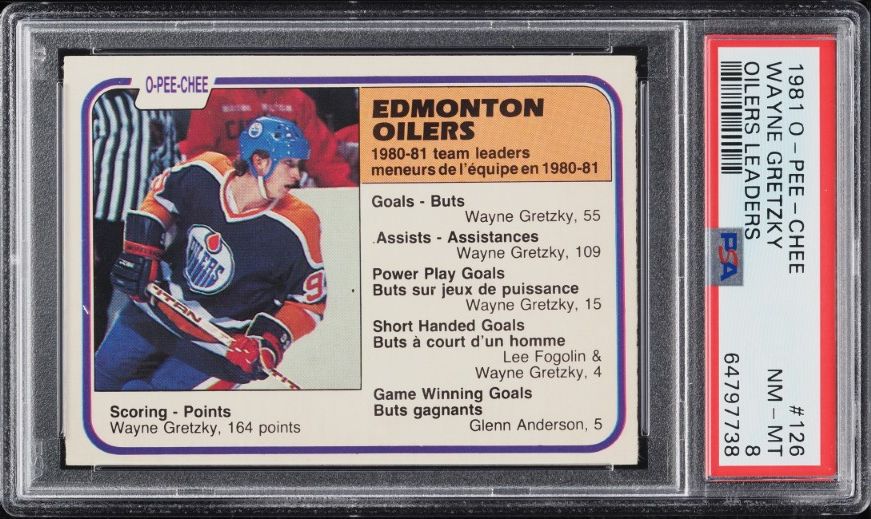 O-PEE-CHEE
EDMONTON
OILERS
1980-81 team leaders
meneurs de l'équipe en 1980-81
Goals - Buts
Wayne Gretzky, 55
Assists - Assistances
Wayne Gretzky, 109
Power Play Goals
Buts sur jeux de puissance
Wayne Gretzky, 15
Short Handed Goals
Buts à court d'un homme
Lee Fogolin &
Wayne Gretzky, 4
Game Winning Goals
Buts gagnants
Glenn Anderson, 5
Scoring - Points
Wayne Gretzky, 164 points
OILERS
TITAN
9
1981 O-PEE-CHEE #126
WAYNE GRETZKY NM-MT
OILERS LEADERS 8
PSA
64797738